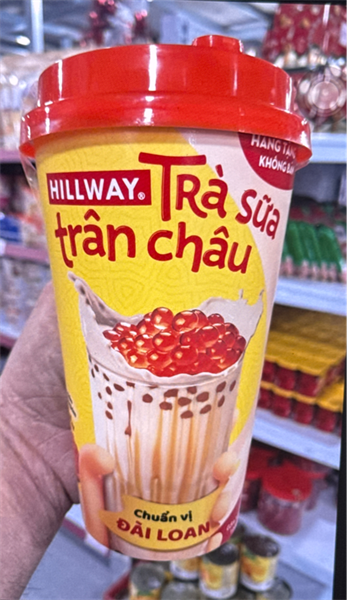 HÀNG TẶNG
KHÔNG BÁN
HILLWAY®
TRÀ SỮA
trân châu
Chuẩn vị
ĐÀI LOAN